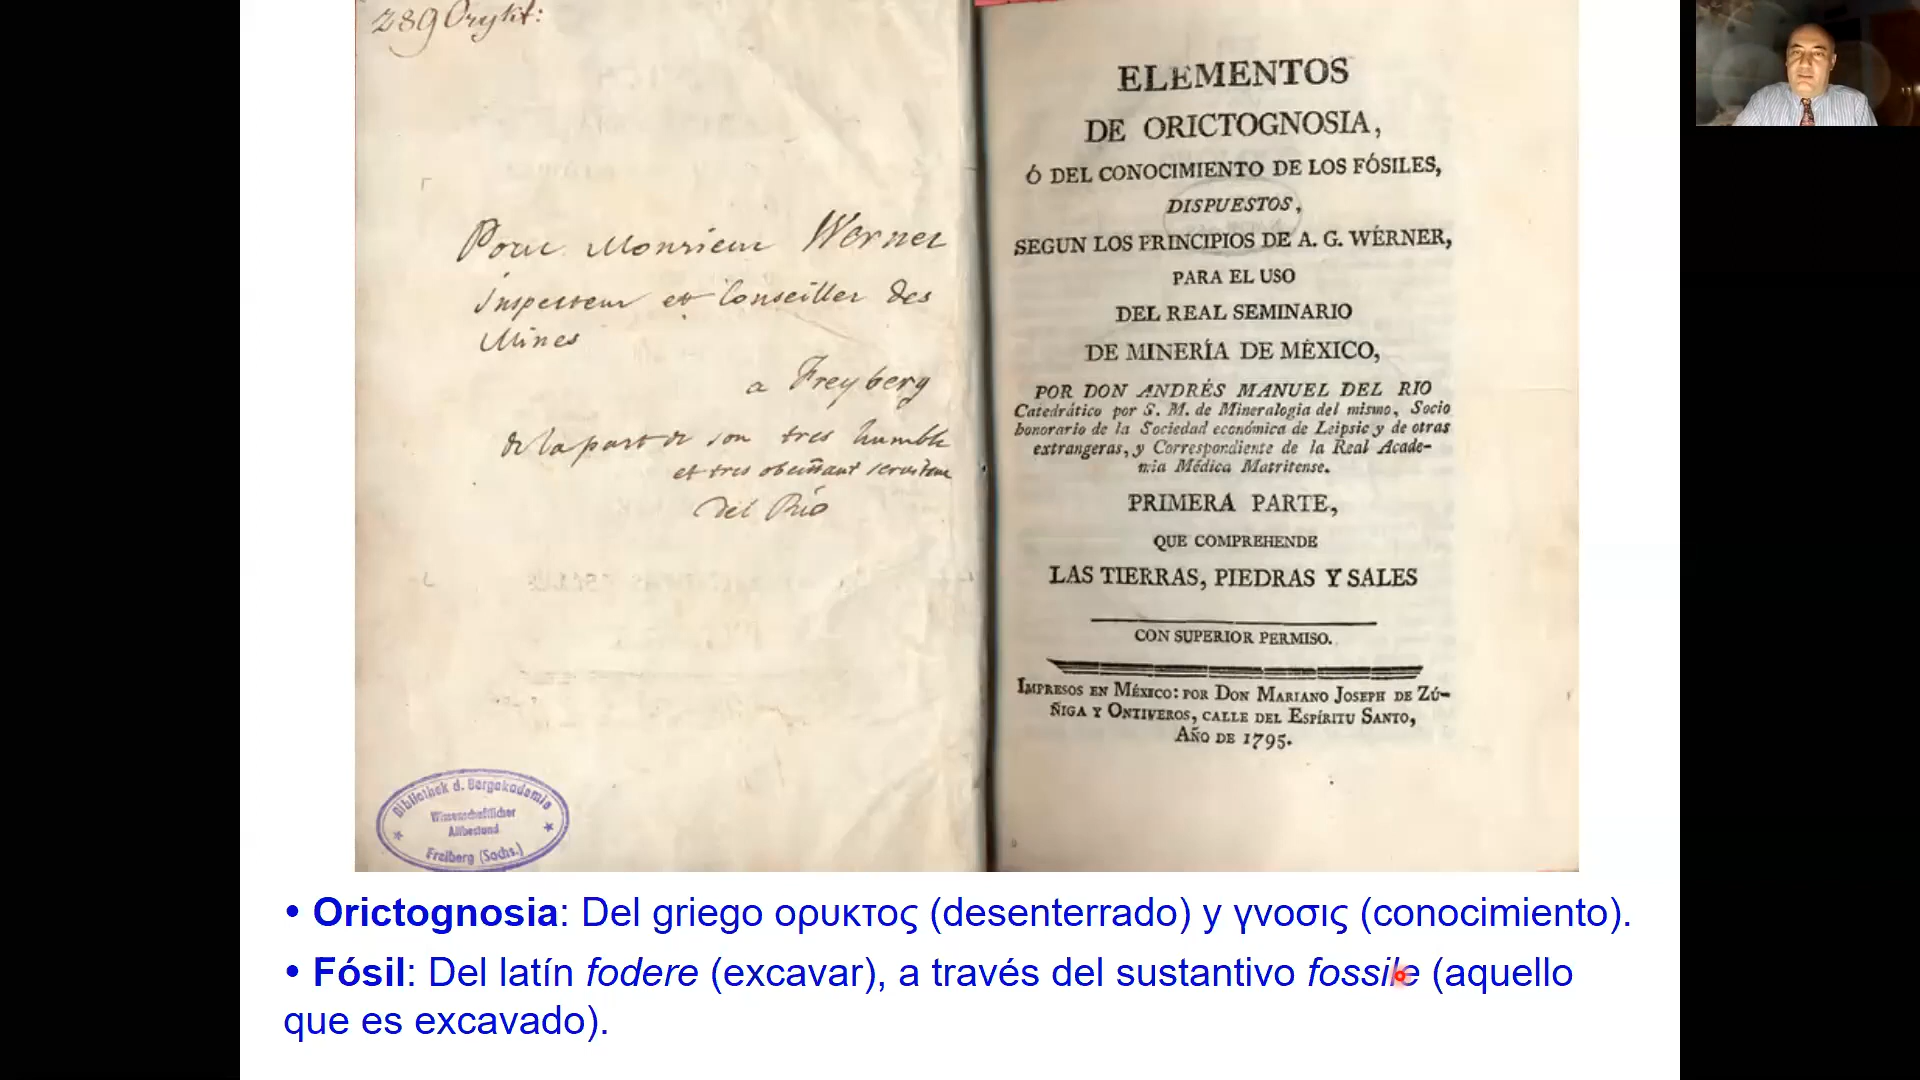 289 Orykt:
Pour Monsieur Werner
Inspecteur et Conseiller des
Mines
a Freyberg
de la part de son tres humble
et tres obeissant serviteur
Del Río
Bibliothek d. Bergakademie
Wissenschaftlicher
Altbestand
Freiberg (Sachs.)
ELEMENTOS
DE ORICTOGNOSIA,
Ó DEL CONOCIMIENTO DE LOS FÓSILES,
DISPUESTOS,
SEGUN LOS PRINCIPIOS DE A. G. WÉRNER,
PARA EL USO
DEL REAL SEMINARIO
DE MINERÍA DE MÉXICO,
POR DON ANDRÉS MANUEL DEL RIO
Catedrático por S. M. de Mineralogia del mismo, Socio
honorario de la Sociedad económica de Leipsic y de otras
extrangeras, y Correspondiente de la Real Acade-
mia Médica Matritense.
PRIMERA PARTE,
QUE COMPREHENDE
LAS TIERRAS, PIEDRAS Y SALES
CON SUPERIOR PERMISO.
IMPRESOS EN MÉXICO: POR DON MARIANO JOSEPH DE ZÚ-
ÑIGA Y ONTIVEROS, CALLE DEL ESPÍRITU SANTO,
AÑO DE 1795.
• Orictognosia: Del griego ορυκτος (desenterrado) y γνοσις (conocimiento).
• Fósil: Del latín fodere (excavar), a través del sustantivo fossile (aquello
que es excavado).